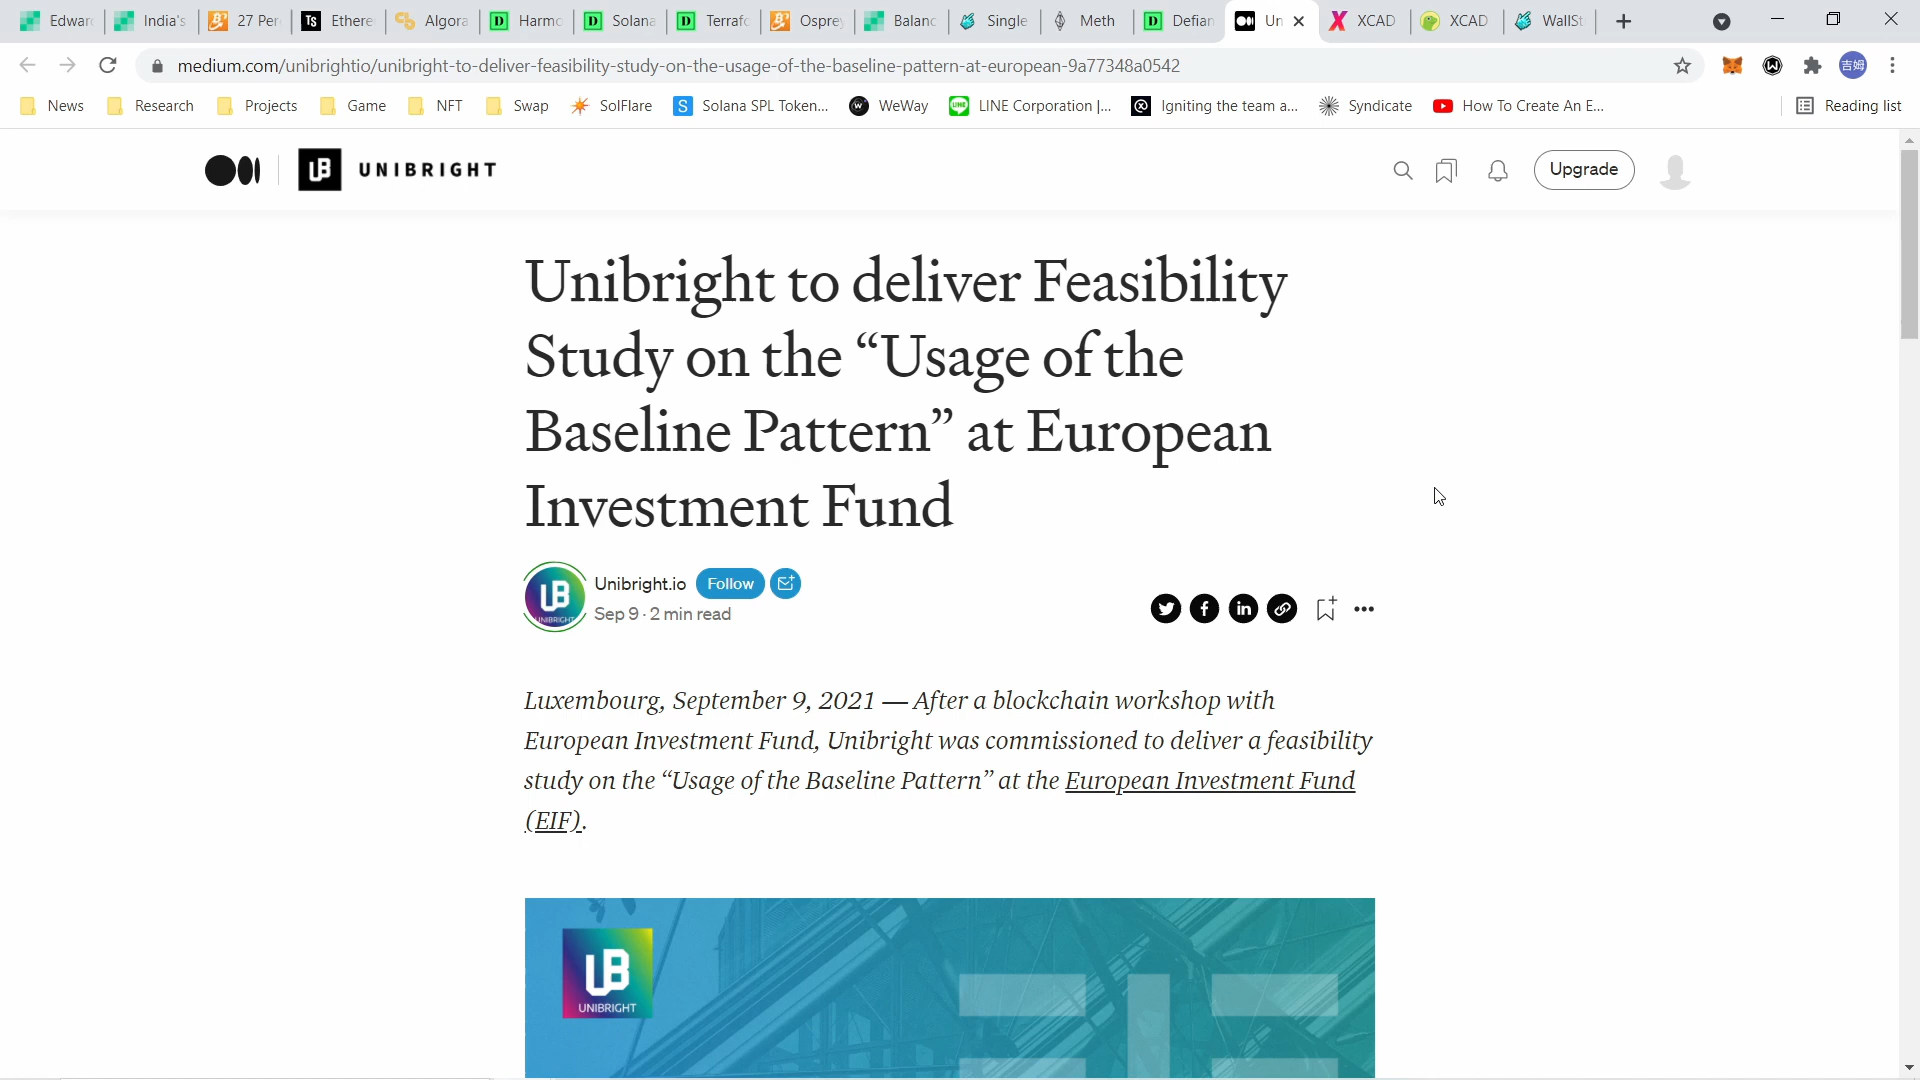 Edwar India's 27 Per Ethere Algora Harmo Solana Terrafo Osprey Balanc Single Meth Defian Un XCAD XCAD WallSt
medium.com/unibrightio/unibright-to-deliver-feasibility-study-on-the-usage-of-the-baseline-pattern-at-european-9a77348a0542 吉姆
News Research Projects Game NFT Swap SolFlare Solana SPL Token... WeWay LINE Corporation |... Igniting the team a... Syndicate How To Create An E... Reading list
UB UNIBRIGHT Upgrade
Unibright to deliver Feasibility
Study on the “Usage of the
Baseline Pattern” at European
Investment Fund
Unibright.io Follow
Sep 9 · 2 min read
Luxembourg, September 9, 2021 — After a blockchain workshop with
European Investment Fund, Unibright was commissioned to deliver a feasibility
study on the “Usage of the Baseline Pattern” at the European Investment Fund
(EIF).
UB
UNIBRIGHT